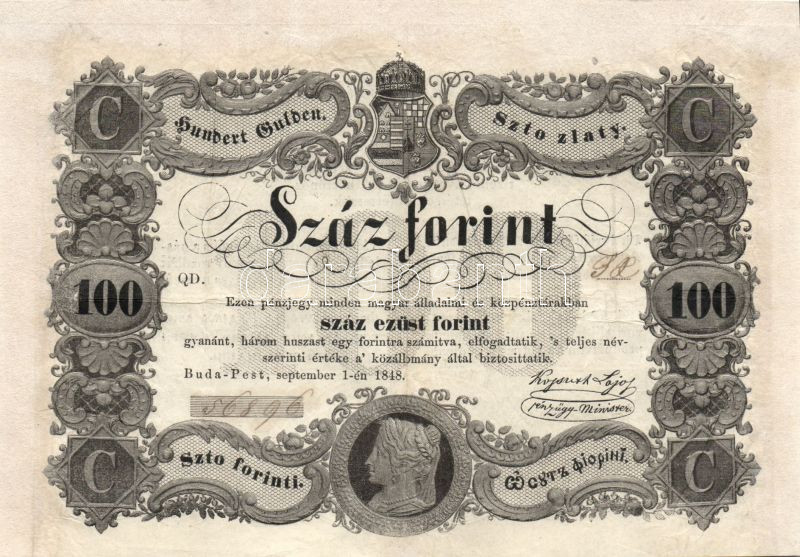 C
Hundert Gulden.
Szto zlaty.
C
Száz forint
QD.
100
100
Ezen pénzjegy minden magyar álladalmi és közpénztárakban
száz ezüst forint
gyanánt, három huszast egy forintra számitva, elfogadtatik, 's teljes név-
szerinti értéke a' közállomány által biztosittatik.
Buda-Pest, september 1-én 1848.
Kossuth Lajos
pénzügy-Minister.
C
Szto forinti.
C